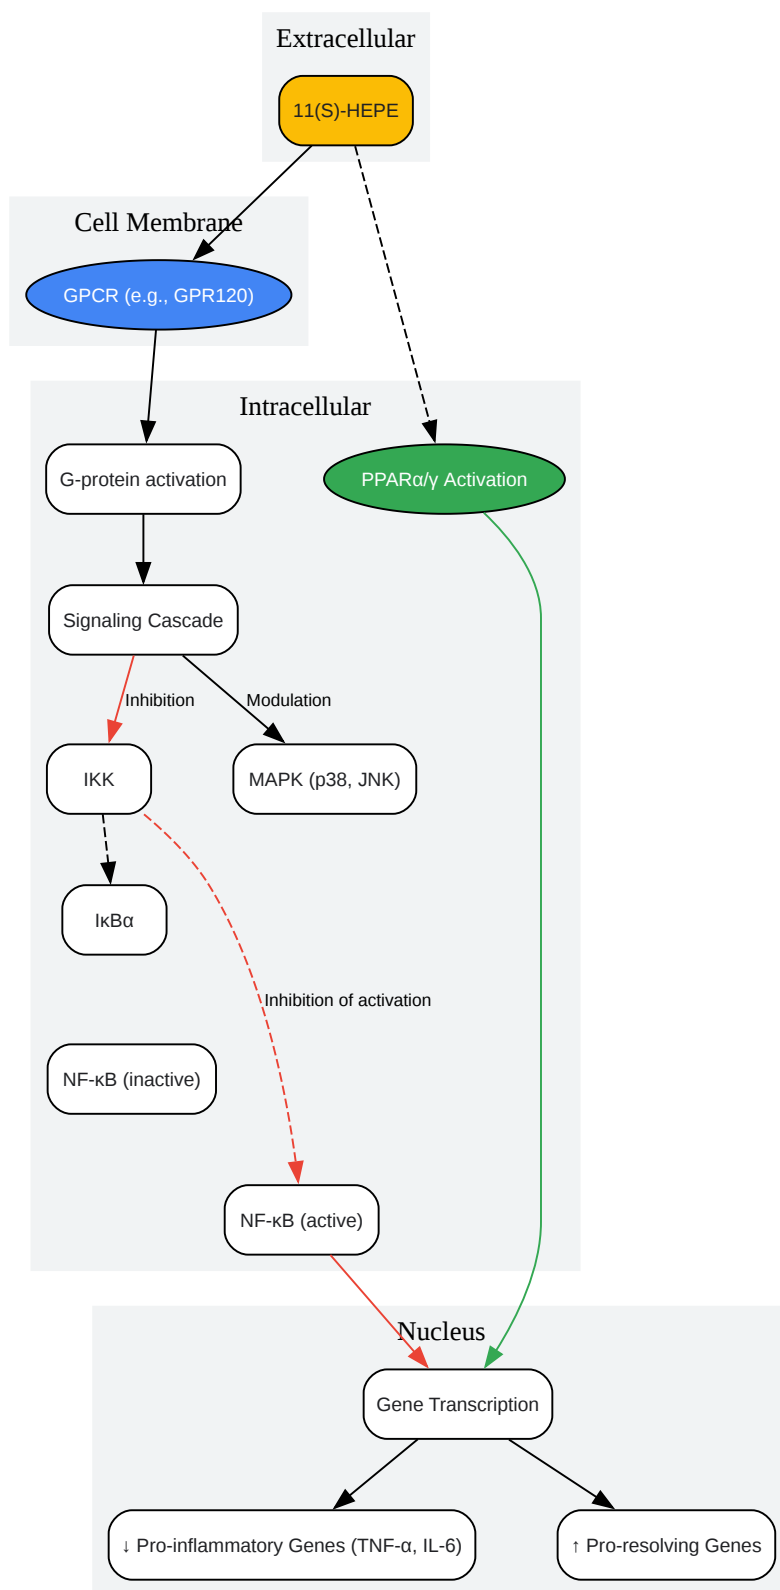 Extracellular
11(S)-HEPE
Cell Membrane
GPCR (e.g., GPR120)
Intracellular
G-protein activation
PPARα/γ Activation
Signaling Cascade
Inhibition
Modulation
IKK
MAPK (p38, JNK)
IκBα
Inhibition of activation
NF-κB (inactive)
NF-κB (active)
Nucleus
Gene Transcription
↓ Pro-inflammatory Genes (TNF-α, IL-6)
↑ Pro-resolving Genes